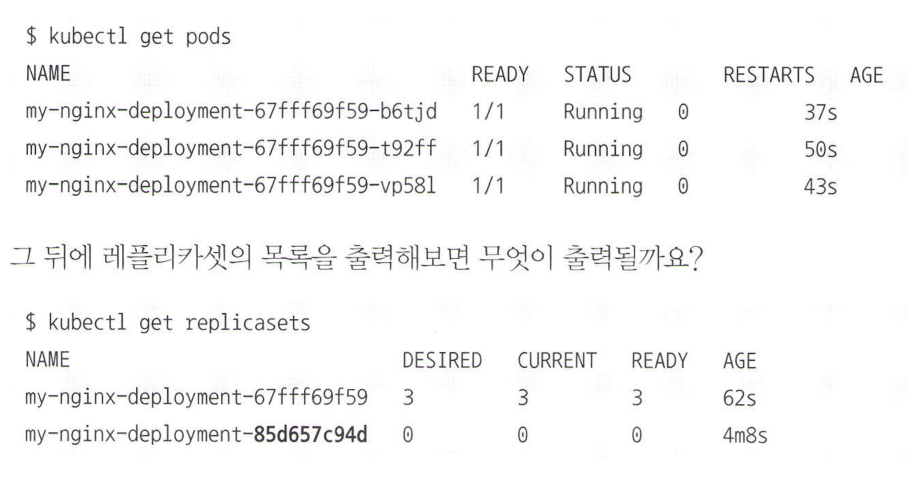 $ kubectl get pods
NAME READY STATUS RESTARTS AGE
my-nginx-deployment-67fff69f59-b6tjd 1/1 Running 0 37s
my-nginx-deployment-67fff69f59-t92ff 1/1 Running 0 50s
my-nginx-deployment-67fff69f59-vp58l 1/1 Running 0 43s
그 뒤에 레플리카셋의 목록을 출력해보면 무엇이 출력될까요?
$ kubectl get replicasets
NAME DESIRED CURRENT READY AGE
my-nginx-deployment-67fff69f59 3 3 3 62s
my-nginx-deployment-85d657c94d 0 0 0 4m8s